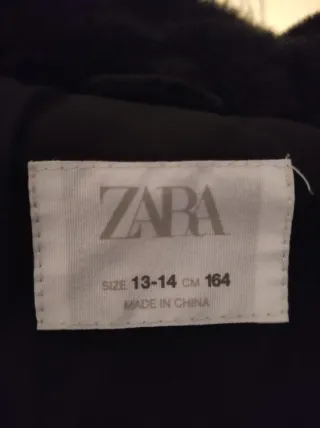 ZARA
SIZE 13-14 CM 164
MADE IN CHINA